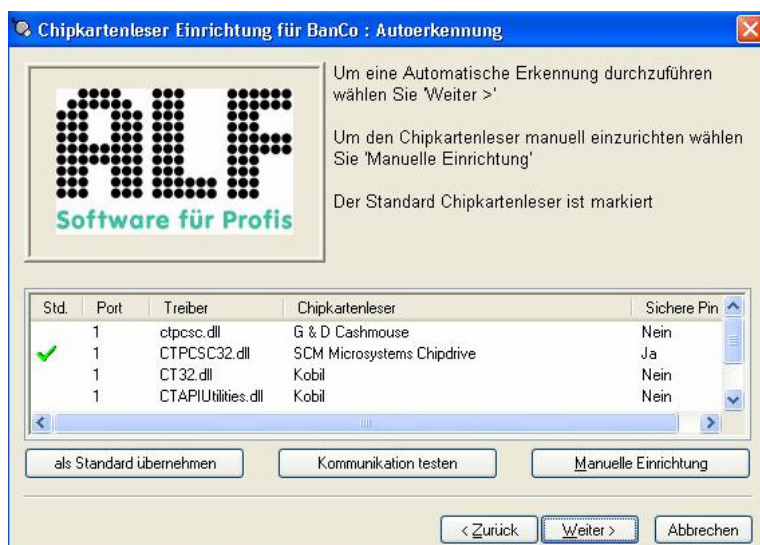 Chipkartenleser Einrichtung für BanCo : Autoerkennung
ALF
Software für Profis
Um eine Automatische Erkennung durchzuführen
wählen Sie 'Weiter >'
Um den Chipkartenleser manuell einzurichten wählen
Sie 'Manuelle Einrichtung'
Der Standard Chipkartenleser ist markiert
Std. Port Treiber Chipkartenleser Sichere Pin
1 ctpcsc.dll G & D Cashmouse Nein
1 CTPCSC32.dll SCM Microsystems Chipdrive Ja
1 CT32.dll Kobil Nein
1 CTAPIUtilities.dll Kobil Nein
als Standard übernehmen Kommunikation testen Manuelle Einrichtung
< Zurück Weiter > Abbrechen